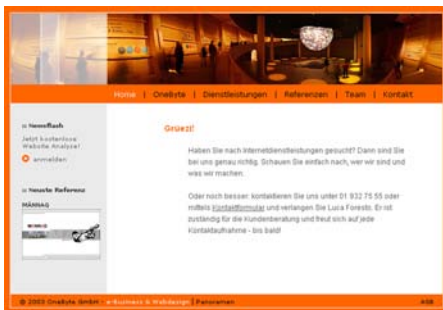 Home | OneByte | Dienstleistungen | Referenzen | Team | Kontakt
:: Newsflash
Jetzt kostenlose
Website Analyse!
anmelden
:: Neuste Referenz
MÄNNAG
Grüezi!
Haben Sie nach Internetdienstleistungen gesucht? Dann sind Sie
bei uns genau richtig. Schauen Sie einfach nach, wer wir sind und
was wir machen.
Oder noch besser: kontaktieren Sie uns unter 01 932 75 55 oder
mittels Kontaktformular und verlangen Sie Luca Foresto. Er ist
zuständig für die Kundenberatung und freut sich auf jede
Kontaktaufnahme - bis bald!
© 2003 OneByte GmbH - e-Business & Webdesign | Panoramen